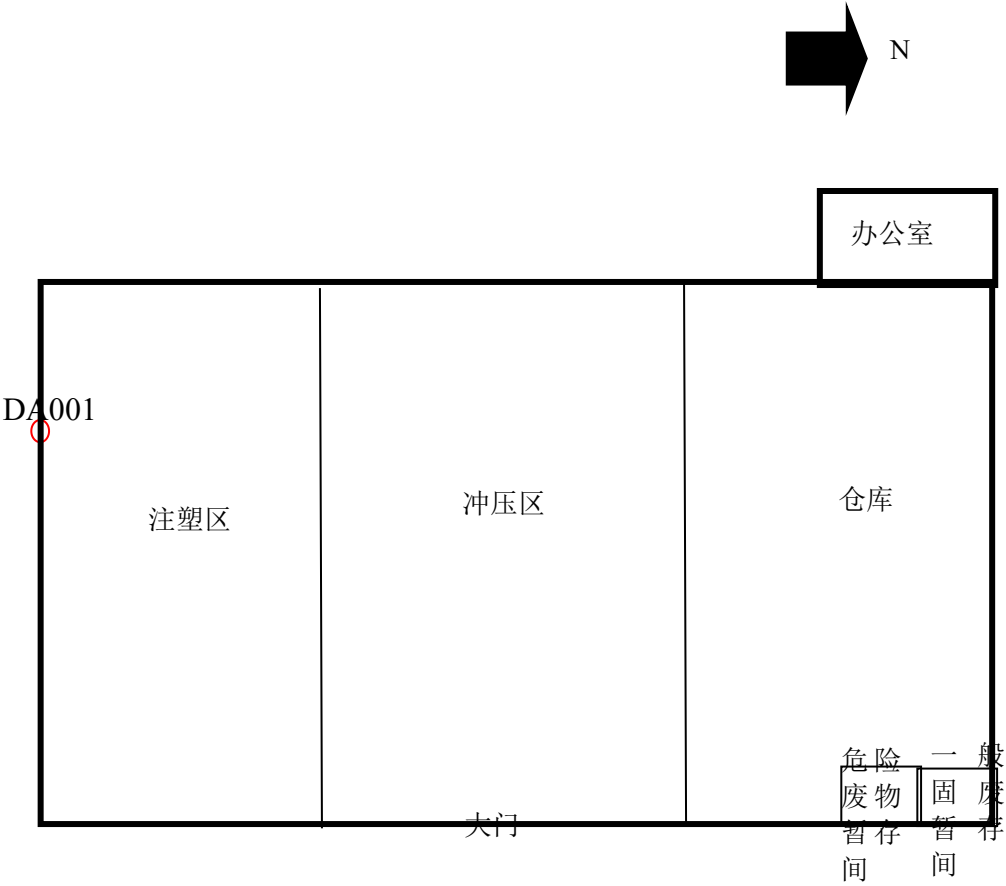 N
办公室
DA001
注塑区
冲压区
仓库
大门
危险
废物
暂存
间
一般
固废
暂存
间